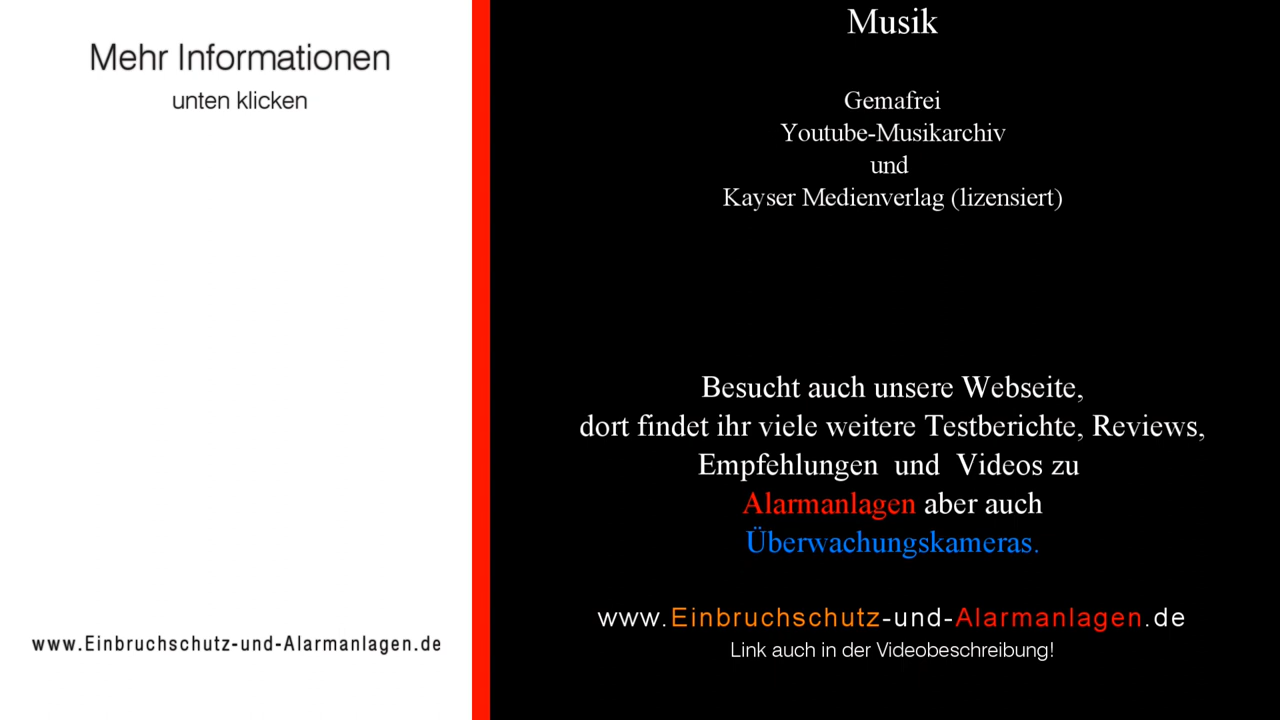 Mehr Informationen
unten klicken
www.Einbruchschutz-und-Alarmanlagen.de
Musik
Gemafrei
Youtube-Musikarchiv
und
Kayser Medienverlag (lizensiert)
Besucht auch unsere Webseite,
dort findet ihr viele weitere Testberichte, Reviews,
Empfehlungen und Videos zu
Alarmanlagen aber auch
Überwachungskameras.
www.Einbruchschutz-und-Alarmanlagen.de
Link auch in der Videobeschreibung!